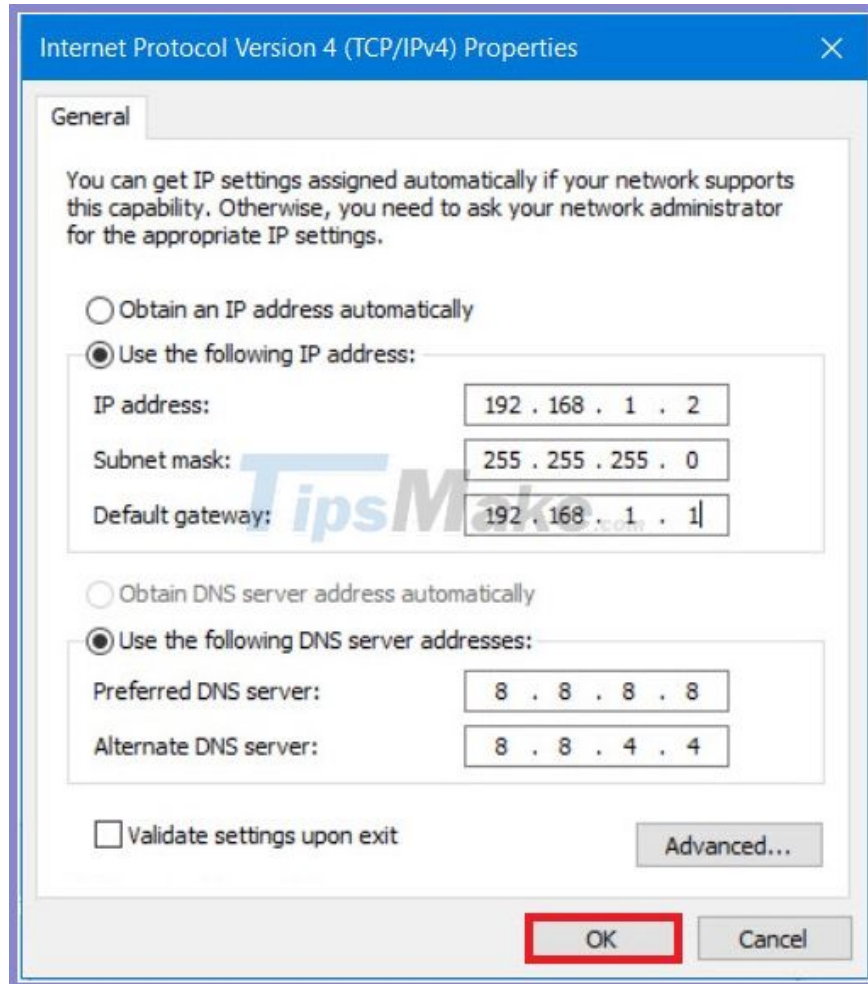 Internet Protocol Version 4 (TCP/IPv4) Properties
General
You can get IP settings assigned automatically if your network supports
this capability. Otherwise, you need to ask your network administrator
for the appropriate IP settings.
Obtain an IP address automatically
Use the following IP address:
IP address: 192 . 168 . 1 . 2
Subnet mask: 255 . 255 . 255 . 0
Default gateway: 192 . 168 . 1 . 1
TipsMake.com
Obtain DNS server address automatically
Use the following DNS server addresses:
Preferred DNS server: 8 . 8 . 8 . 8
Alternate DNS server: 8 . 8 . 4 . 4
Validate settings upon exit
Advanced...
OK Cancel